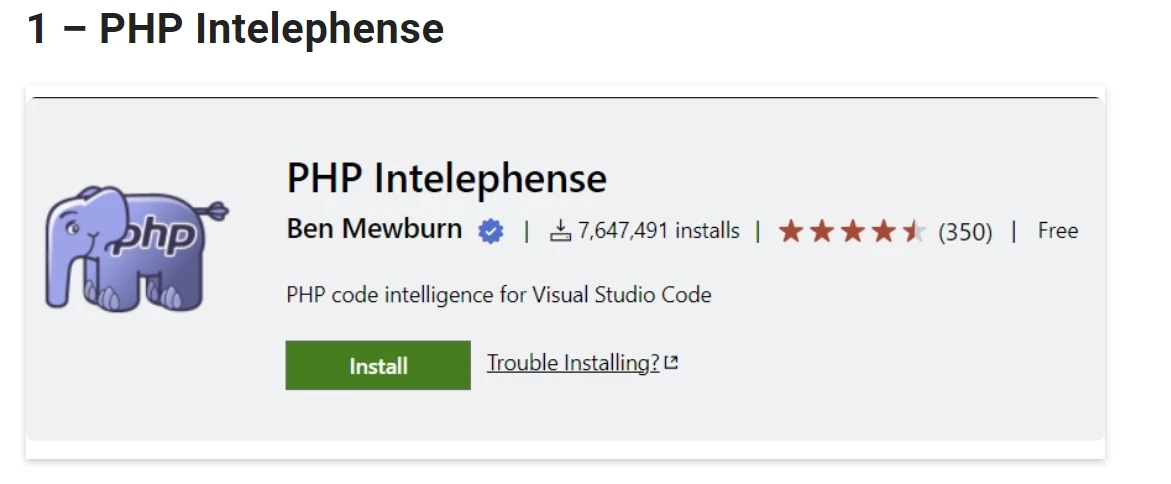 1 – PHP Intelephense
PHP Intelephense
Ben Mewburn | 7,647,491 installs | (350) | Free
php
PHP code intelligence for Visual Studio Code
Install Trouble Installing?